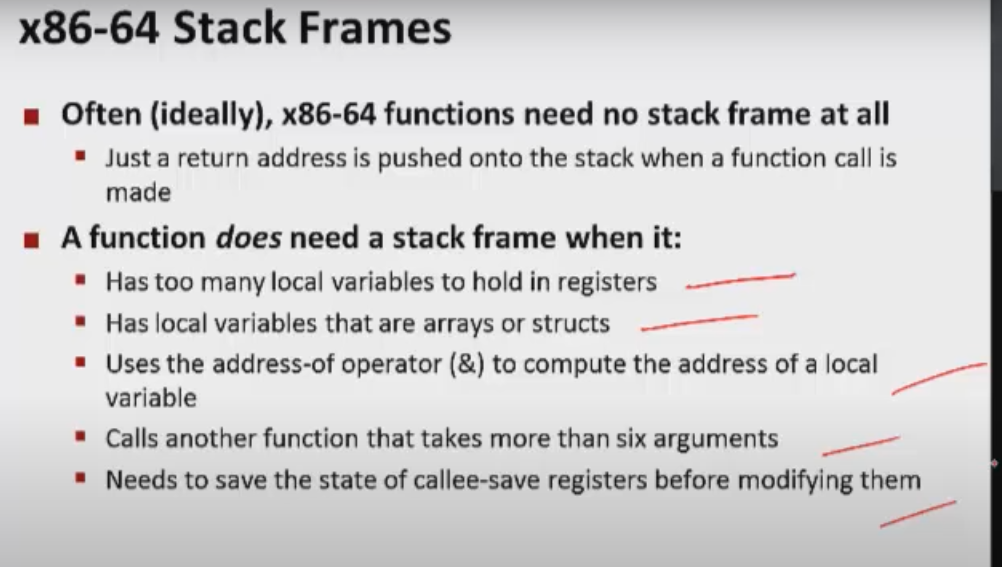 x86-64 Stack Frames
Often (ideally), x86-64 functions need no stack frame at all
Just a return address is pushed onto the stack when a function call is
made
A function does need a stack frame when it:
Has too many local variables to hold in registers
Has local variables that are arrays or structs
Uses the address-of operator (&) to compute the address of a local
variable
Calls another function that takes more than six arguments
Needs to save the state of callee-save registers before modifying them